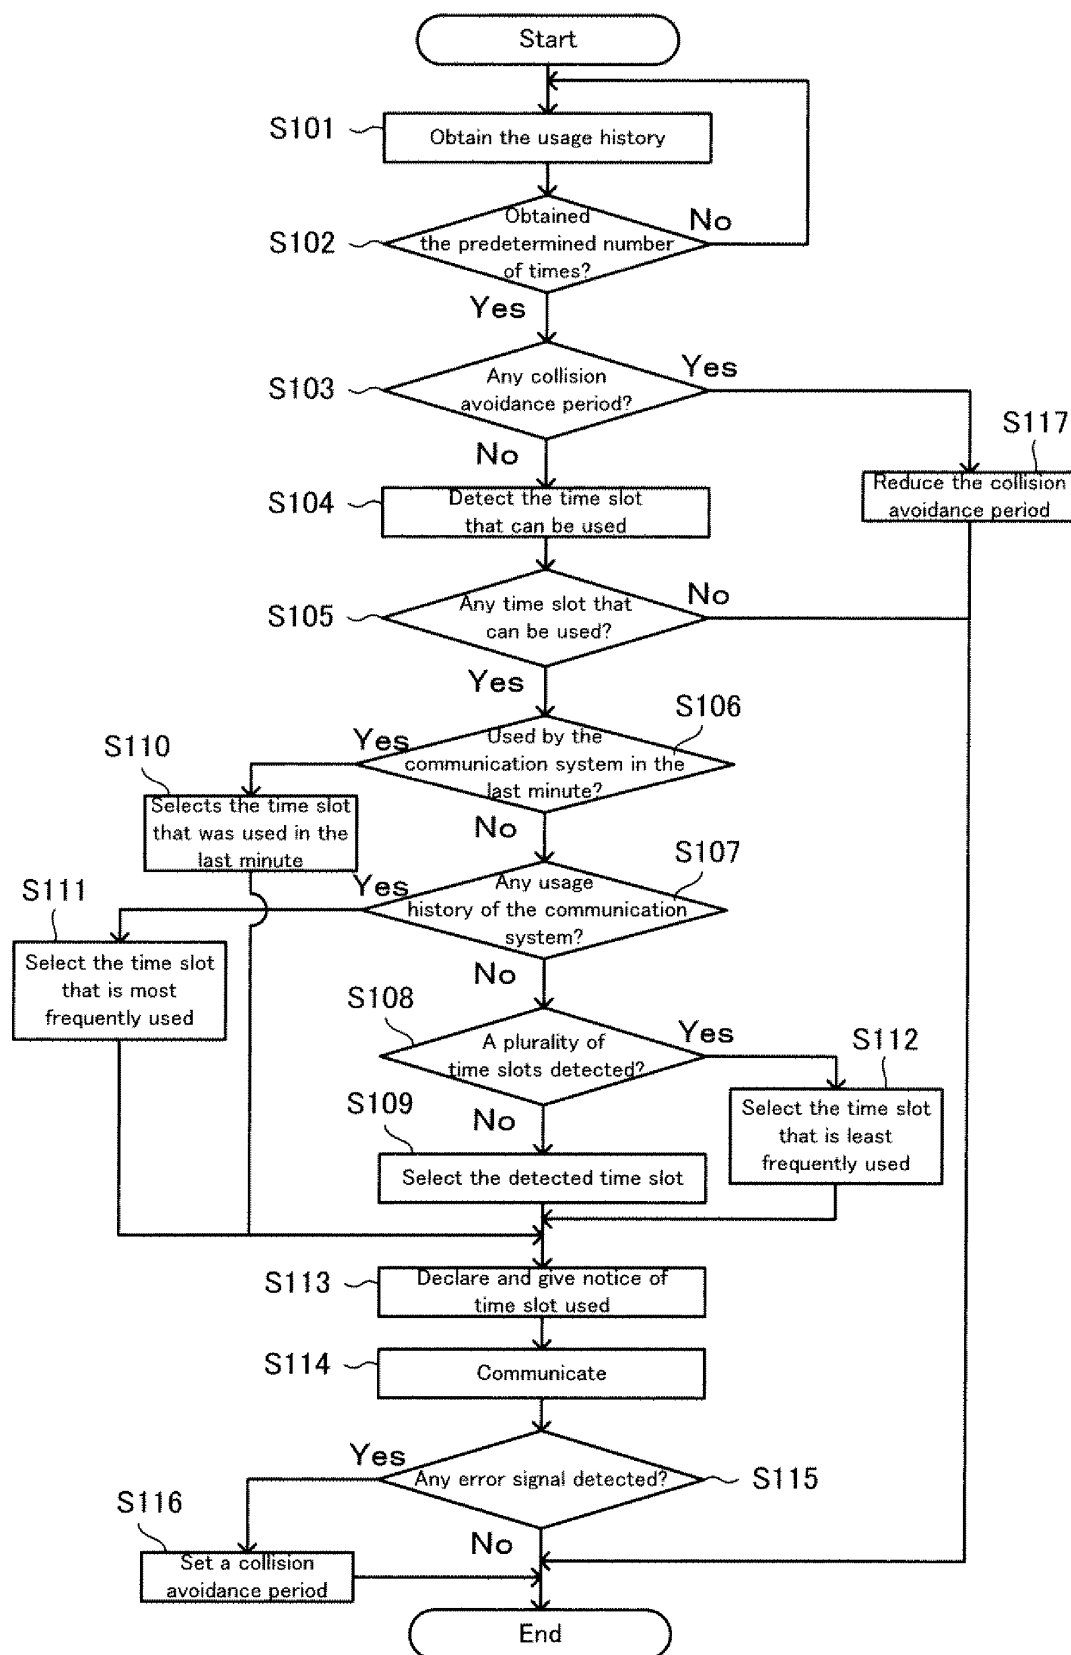 Start
S101
Obtain the usage history
S102
Obtained
the predetermined number
of times?
No
Yes
S103
Any collision
avoidance period?
Yes
No
S117
Reduce the collision
avoidance period
S104
Detect the time slot
that can be used
S105
Any time slot that
can be used?
No
Yes
S106
Used by the
communication system in the
last minute?
Yes
No
S110
Selects the time slot
that was used in the
last minute
S107
Any usage
history of the communication
system?
Yes
No
S111
Select the time slot
that is most
frequently used
S108
A plurality of
time slots detected?
Yes
No
S112
Select the time slot
that is least
frequently used
S109
Select the detected time slot
S113
Declare and give notice of
time slot used
S114
Communicate
S115
Any error signal detected?
Yes
No
S116
Set a collision
avoidance period
End